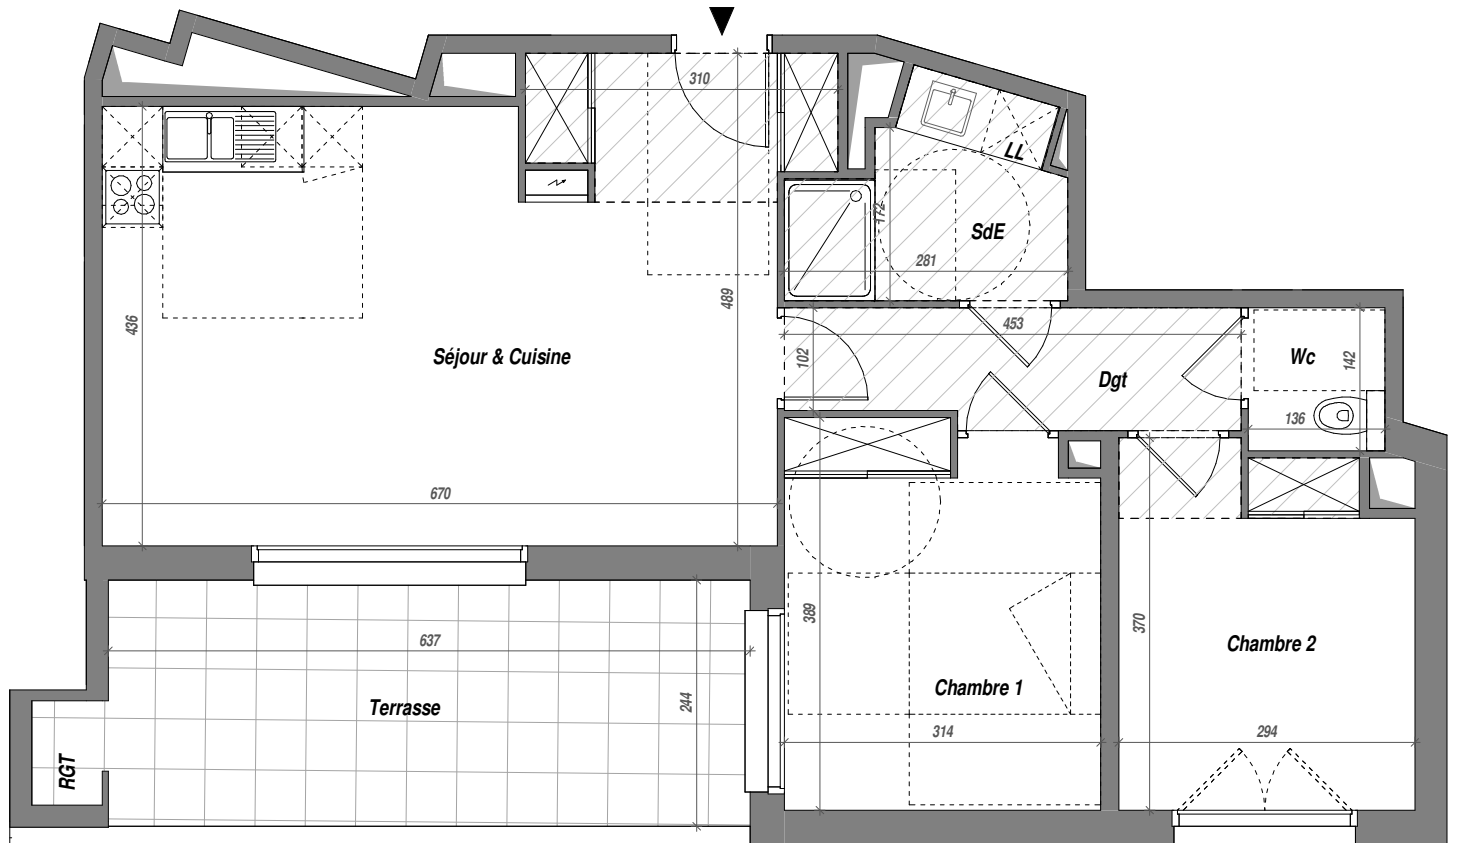 310
LL
172
SdE
281
436
489
453
Séjour & Cuisine
102
Dgt
Wc
142
136
670
637
389
370
Chambre 2
Chambre 1
Terrasse
244
314
294
RGT